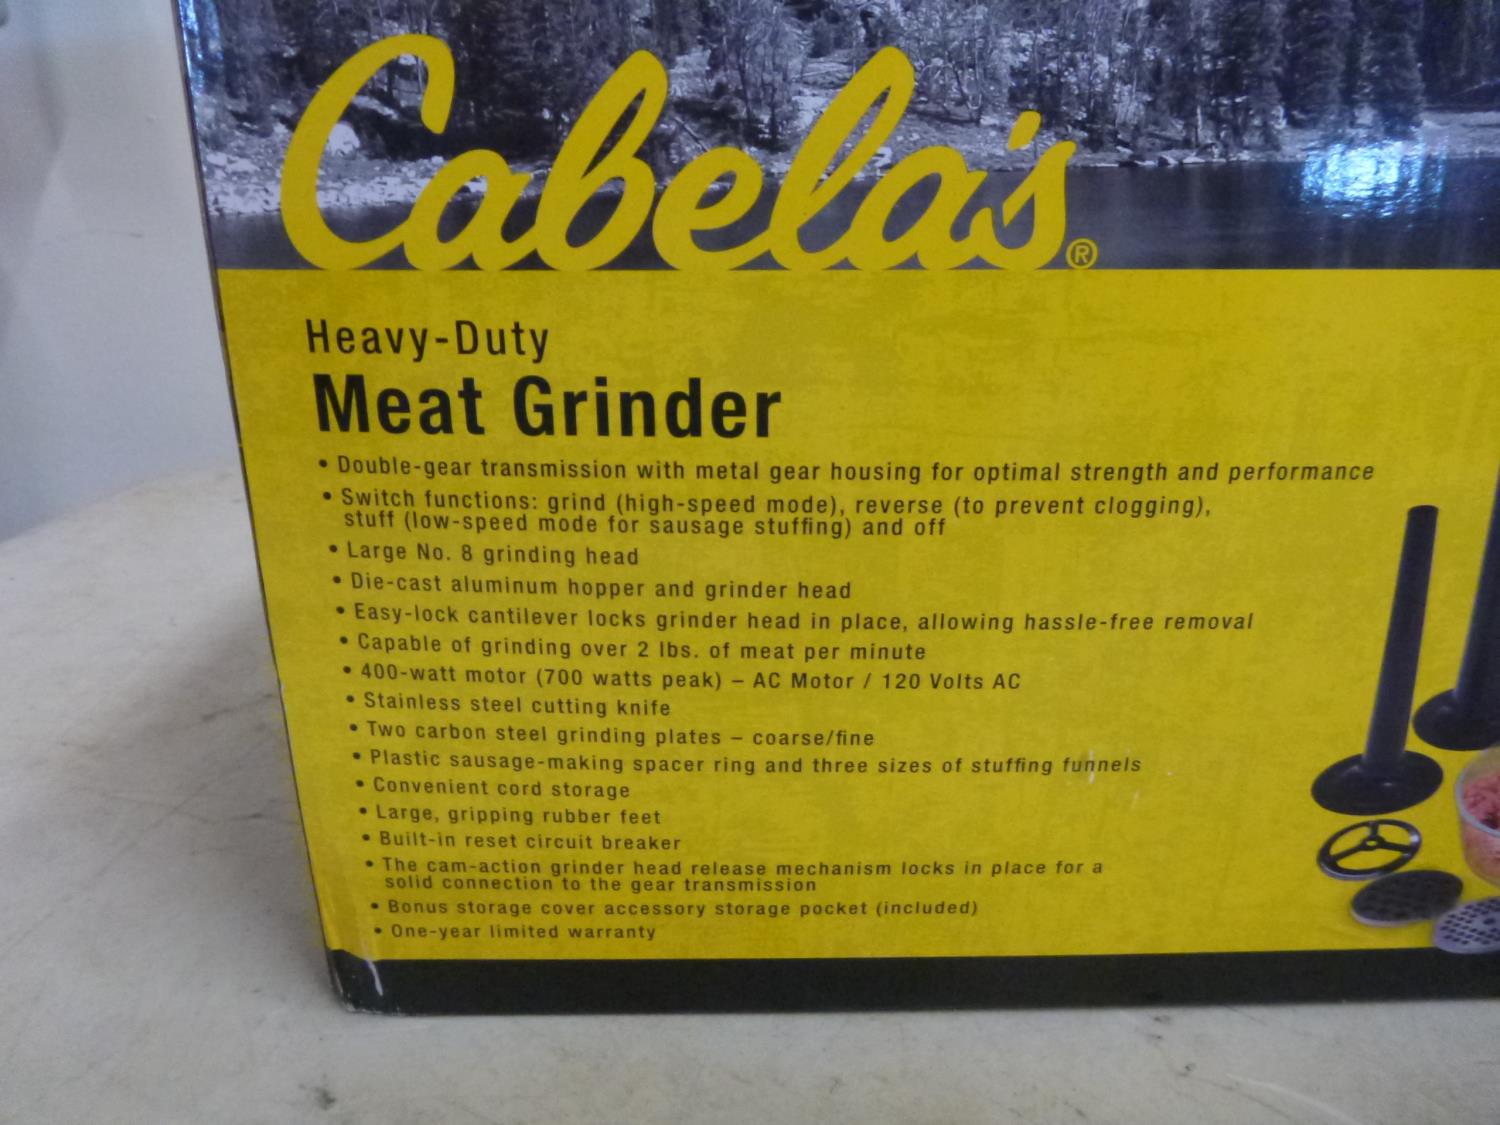 Cabela's®
Heavy-Duty
Meat Grinder
• Double-gear transmission with metal gear housing for optimal strength and performance
• Switch functions: grind (high-speed mode), reverse (to prevent clogging),
stuff (low-speed mode for sausage stuffing) and off
• Large No. 8 grinding head
• Die-cast aluminum hopper and grinder head
• Easy-lock cantilever locks grinder head in place, allowing hassle-free removal
• Capable of grinding over 2 lbs. of meat per minute
• 400-watt motor (700 watts peak) – AC Motor / 120 Volts AC
• Stainless steel cutting knife
• Two carbon steel grinding plates – coarse/fine
• Plastic sausage-making spacer ring and three sizes of stuffing funnels
• Convenient cord storage
• Large, gripping rubber feet
• Built-in reset circuit breaker
• The cam-action grinder head release mechanism locks in place for a
solid connection to the gear transmission
• Bonus storage cover accessory storage pocket (included)
• One-year limited warranty